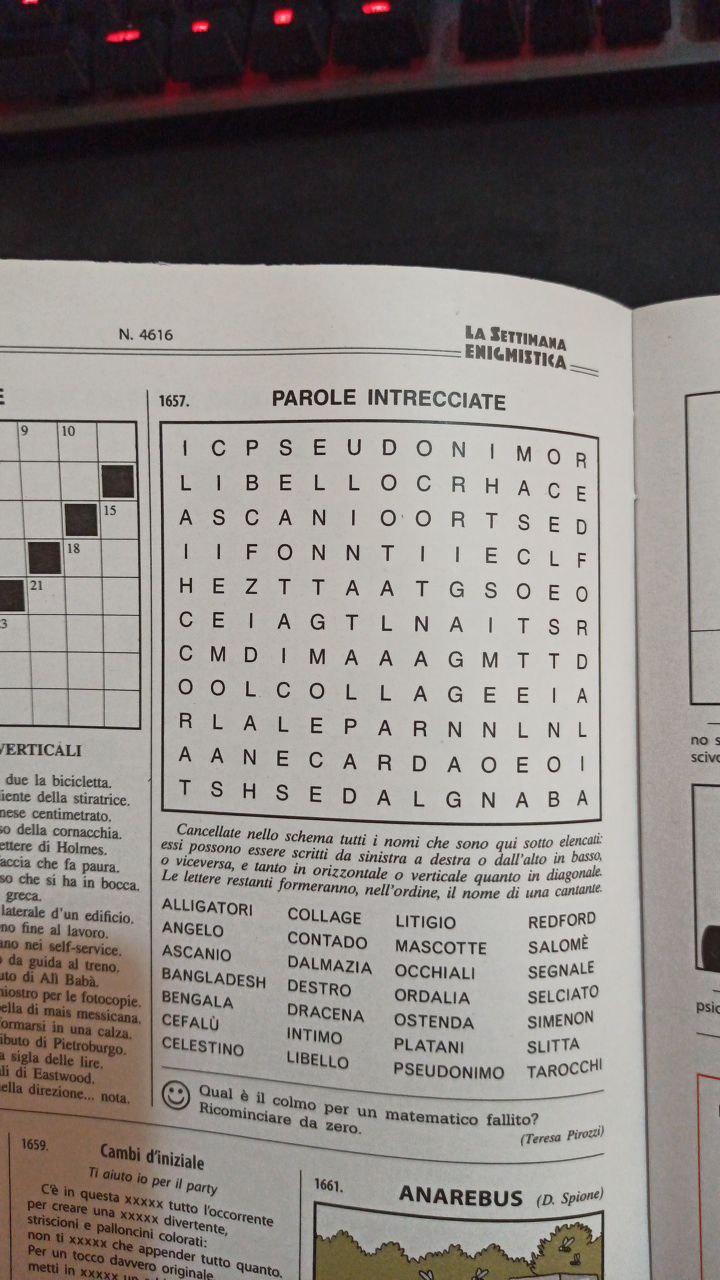 N. 4616
LA SETTIMANA
ENIGMISTICA
9 10
15
18
21
3
VERTICALI
due la bicicletta.
iente della stiratrice.
nese centimetrato.
so della cornacchia.
ettere di Holmes.
faccia che fa paura.
so che si ha in bocca.
greca.
laterale d'un edificio.
no fine al lavoro.
ano nei self-service.
da guida al treno.
uto di Alì Babà.
hiostro per le fotocopie.
ella di mais messicana.
formarsi in una calza.
ibuto di Pietroburgo.
a sigla delle lire.
li di Eastwood.
ella direzione... nota.
1657. PAROLE INTRECCIATE
I C P S E U D O N I M O R
L I B E L L O C R H A C E
A S C A N I O O R T S E D
I I F O N N T I I E C L F
H E Z T T A A T G S O E O
C E I A G T L N A I T S R
C M D I M A A A G M T T D
O O L C O L L A G E E I A
R L A L E P A R N N L N L
A A N E C A R D A O E O I
T S H S E D A L G N A B A
Cancellate nello schema tutti i nomi che sono qui sotto elencati:
essi possono essere scritti da sinistra a destra o dall'alto in basso,
o viceversa, e tanto in orizzontale o verticale quanto in diagonale.
Le lettere restanti formeranno, nell'ordine, il nome di una cantante.
ALLIGATORI COLLAGE LITIGIO REDFORD
ANGELO CONTADO MASCOTTE SALOMÈ
ASCANIO DALMAZIA OCCHIALI SEGNALE
BANGLADESH DESTRO ORDALIA SELCIATO
BENGALA DRACENA OSTENDA SIMENON
CEFALÙ INTIMO PLATANI SLITTA
CELESTINO LIBELLO PSEUDONIMO TAROCCHI
Qual è il colmo per un matematico fallito?
Ricominciare da zero.
(Teresa Pirozzi)
1659. Cambi d'iniziale
Ti aiuto io per il party
C'è in questa xxxxx tutto l'occorrente
per creare una xxxxx divertente,
striscioni e palloncini colorati:
non ti xxxxx che appender tutto quanto.
Per un tocco davvero originale
metti in xxxxx un
1661. ANAREBUS (D. Spione)
no s
scivo
psic